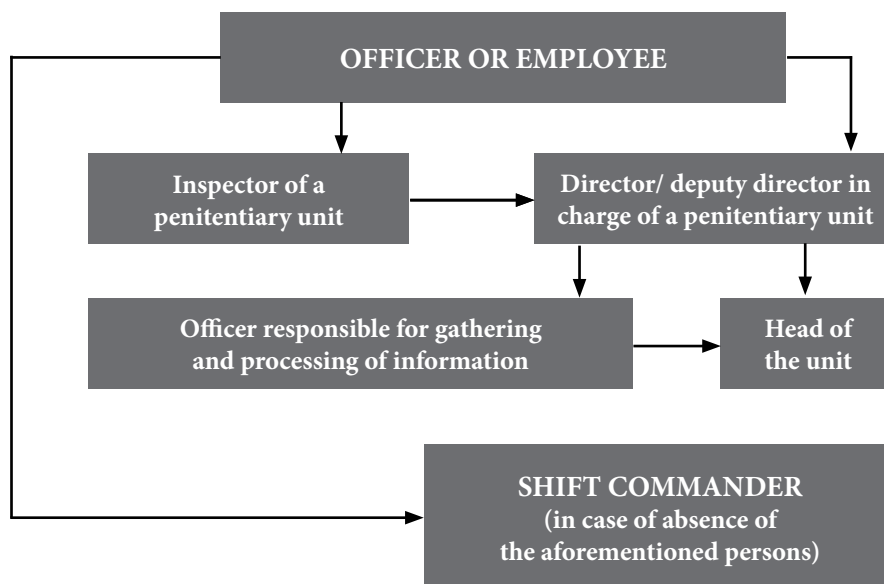 OFFICER OR EMPLOYEE
Inspector of a
penitentiary unit
Director/ deputy director in
charge of a penitentiary unit
Officer responsible for gathering
and processing of information
Head of
the unit
SHIFT COMMANDER
(in case of absence of
the aforementioned persons)